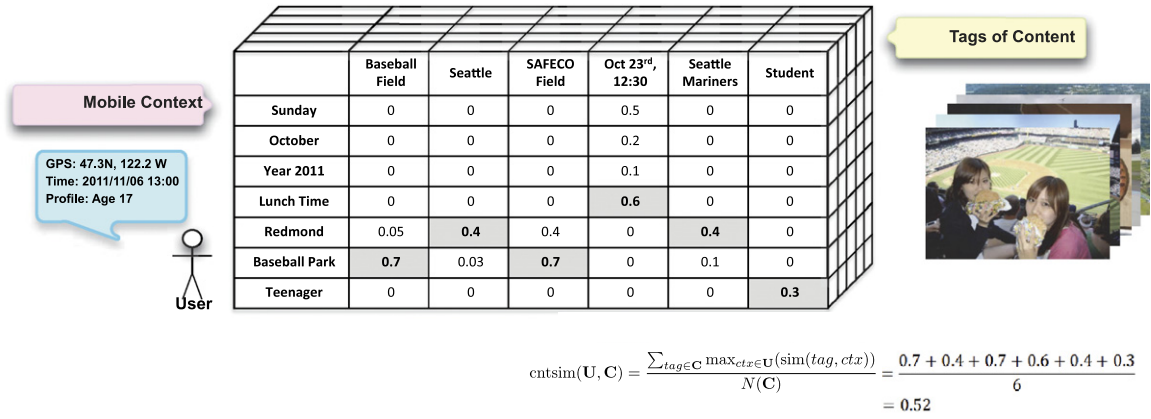 Mobile Context
Tags of Content
GPS: 47.3N, 122.2 W
Time: 2011/11/06 13:00
Profile: Age 17
User
Baseball Field Seattle SAFECO Field Oct 23rd, 12:30 Seattle Mariners Student
Sunday 0 0 0 0.5 0 0
October 0 0 0 0.2 0 0
Year 2011 0 0 0 0.1 0 0
Lunch Time 0 0 0 0.6 0 0
Redmond 0.05 0.4 0.4 0 0.4 0
Baseball Park 0.7 0.03 0.7 0 0.1 0
Teenager 0 0 0 0 0 0.3
cntsim(U, C) = ∑tag∈C maxctx∈U(sim(tag, ctx)) / N(C) = 0.7 + 0.4 + 0.7 + 0.6 + 0.4 + 0.3 / 6
= 0.52